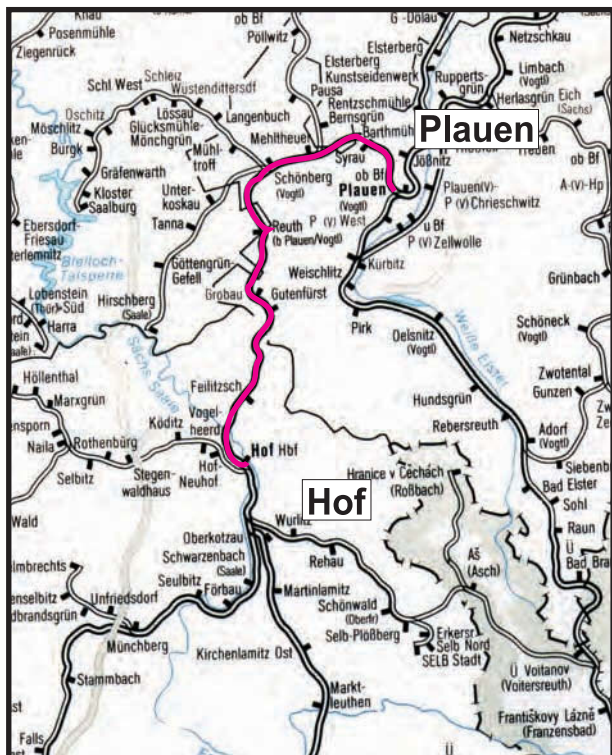 Knau
Posenmühle
Ziegenrück
ob Bf
Pöllwitz
G.-Dölau
Elsterberg
Netzschkau
Elsterberg
Kunstseidenwerk
Ruppertsgrün
Limbach
(Vogtl)
Herlasgrün
Eich
(Sachs)
Schl West
Schleiz
Wüstendittersdf
Pausa
Rentzschmühle
Bernsgrün
Barthmüh
Plauen
Oschitz
Lössau
Langenbuch
Möschlitz
Glücksmühle
Mönchgrün
Mehltheuer
Syrau
Burgk
Mühl-
troff
Jößnitz
ob Bf
ob Bf
Plauen
(Vogtl)
Gräfenwarth
Schönberg
(Vogtl)
Plauen(V)-
P (V) Chrieschwitz
A-(V)-Hp
Kloster
Saalburg
Unter-
koskau
Tanna
Reuth
(b Plauen/Vogtl)
P (V) West
u Bf
P (V) Zellwolle
Ebersdorf-
Friesau
Bleiloch-
Talsperre
Göttengrün-
Gefell
Weischlitz
Kürbitz
Grünbach
Lobenstein
(Thür)-Süd
Harra
Hirschberg
(Saale)
Grobau
Gutenfürst
Pirk
Oelsnitz
(Vogtl)
Weiße Elster
Schöneck
(Vogtl)
Sächs Saale
Höllenthal
Marxgrün
Feilitzsch
Zwotental
Gunzen
Hundsgrün
Rebersreuth
Vogel-
heerd
Köditz
Naila
Rothenbürg
Selbitz
Stegen-
waldhaus
Hof Hbf
Hof-
Neuhof
Adorf
(Vogtl)
Siebenb
Bad Elster
Sohl
Hof
Hranice v Čechách
(Roßbach)
Wald
Raun
Wurlitz
Oberkotzau
Schwarzenbach
(Saale)
Rehau
Aš
(Asch)
Ü
Bad Bra
Seulbitz
Förbau
Martinlamitz
Unfriedsdorf
Schönwald
(Oberfr)
Selb-Plößberg
Erkersr
Selb Nord
SELB Stadt
Münchberg
Kirchenlamitz Ost
Ü Voitanov
(Voitersreuth)
Stammbach
Markt-
leuthen
Františkovy Lázně
(Franzensbad)
Falls
Ü